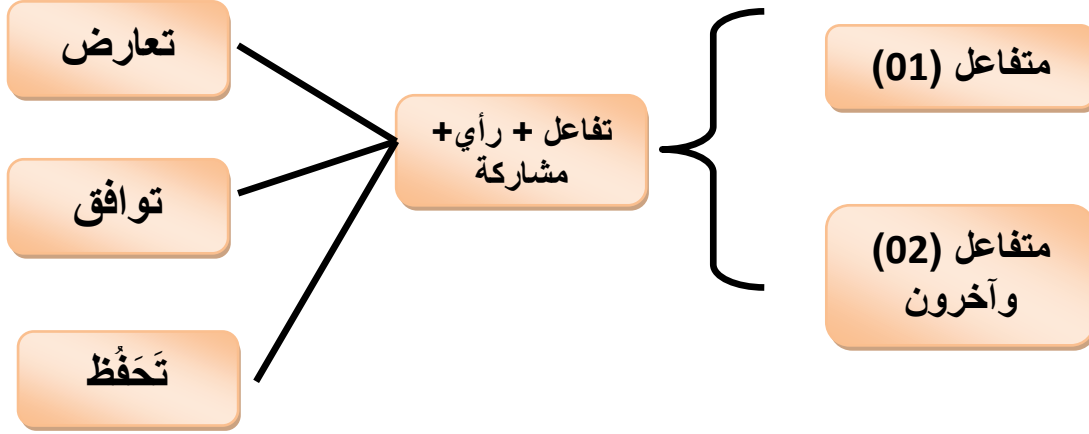 متفاعل (01)
متفاعل (02)
وآخرون
تفاعل + رأي+
مشاركة
تعارض
توافق
تَحَفُظ